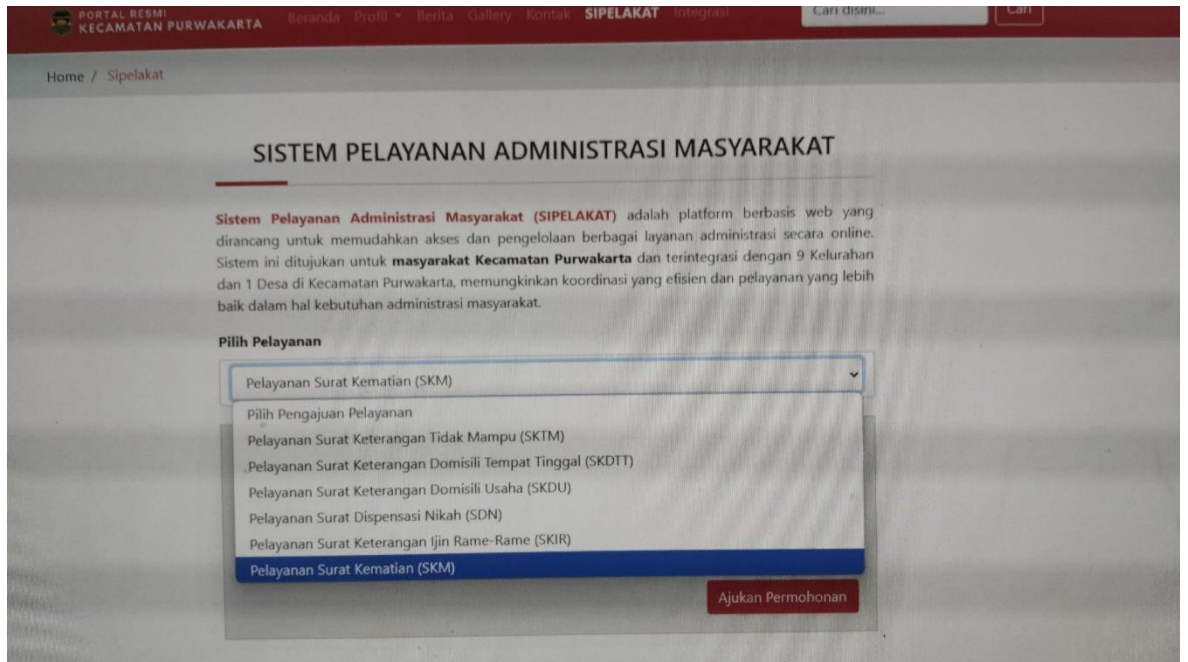 PORTAL RESMI
KECAMATAN PURWAKARTA
Beranda Profil Berita Gallery Kontak SIPELAKAT Integrasi
Cari disini...
Cari
Home / Sipelakat
SISTEM PELAYANAN ADMINISTRASI MASYARAKAT
Sistem Pelayanan Administrasi Masyarakat (SIPELAKAT) adalah platform berbasis web yang
dirancang untuk memudahkan akses dan pengelolaan berbagai layanan administrasi secara online.
Sistem ini ditujukan untuk masyarakat Kecamatan Purwakarta dan terintegrasi dengan 9 Kelurahan
dan 1 Desa di Kecamatan Purwakarta, memungkinkan koordinasi yang efisien dan pelayanan yang lebih
baik dalam hal kebutuhan administrasi masyarakat.
Pilih Pelayanan
Pelayanan Surat Kematian (SKM)
Pilih Pengajuan Pelayanan
Pelayanan Surat Keterangan Tidak Mampu (SKTM)
Pelayanan Surat Keterangan Domisili Tempat Tinggal (SKDTT)
Pelayanan Surat Keterangan Domisili Usaha (SKDU)
Pelayanan Surat Dispensasi Nikah (SDN)
Pelayanan Surat Keterangan Ijin Rame-Rame (SKIR)
Pelayanan Surat Kematian (SKM)
Ajukan Permohonan